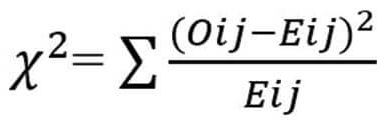 χ²= ∑ (Oij−Eij)² / Eij